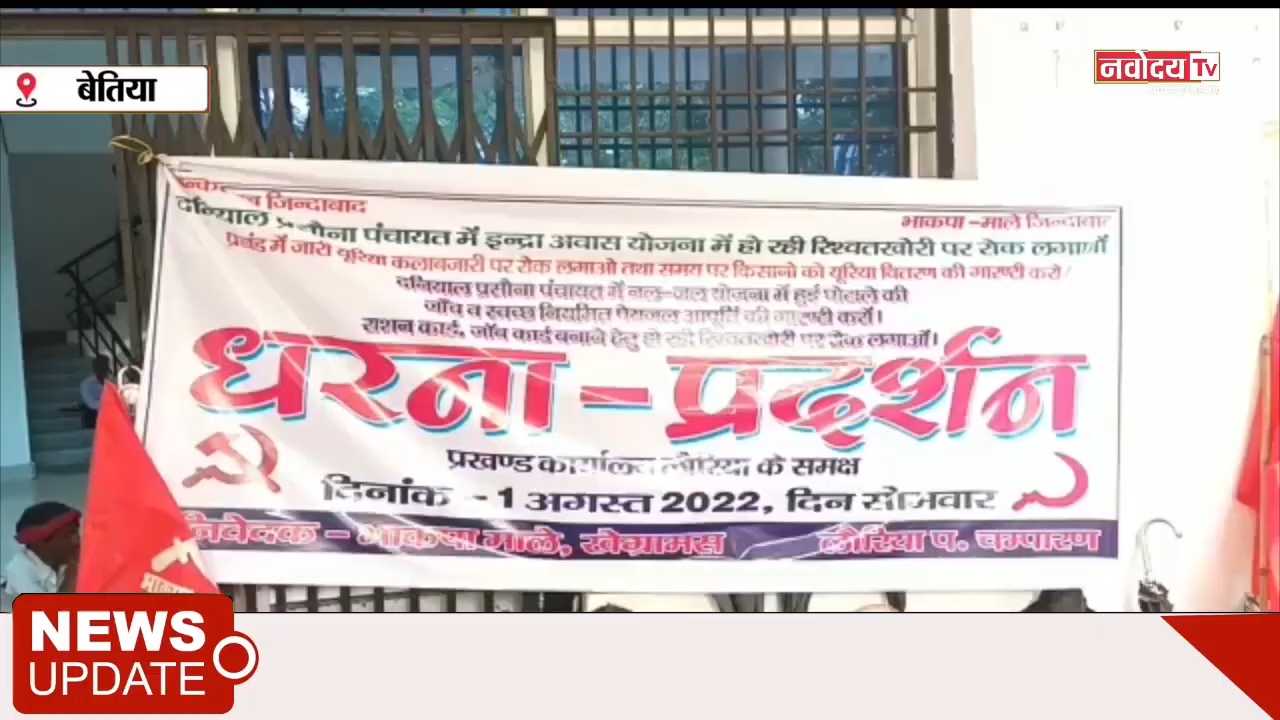 बेतिया
नवोदय TV
जिन्दाबाद
भाकपा -माले जिन्दाबाद
दनियाल प्रसौना पंचायत में इन्द्रा अवास योजना में हो रही रिश्वतखोरी पर रोक लगाओं
प्रखंड में जारी यूरिया कलाबजारी पर रोक लगाओ तथा समय पर किसानो को यूरिया वितरण की गारण्टी करो!
दनियाल प्रसौना पंचायत में नल-जल योजना में हुई घोटाले की
जाँच व स्वच्छ नियमित पेयजल आपूर्ति की गारण्टी करों।
राशन कार्ड, जॉब कार्ड बनाने हेतु हो रही रिश्वतखोरी पर रोक लगाओं।
धरना - प्रदर्शन
प्रखण्ड कार्यालय लौरिया के समक्ष
दिनांक - 1 अगस्त 2022, दिन सोमवार
निवेदक - भाकपा माले, खेग्रामस लौरिया प. चम्पारण
NEWS
UPDATE